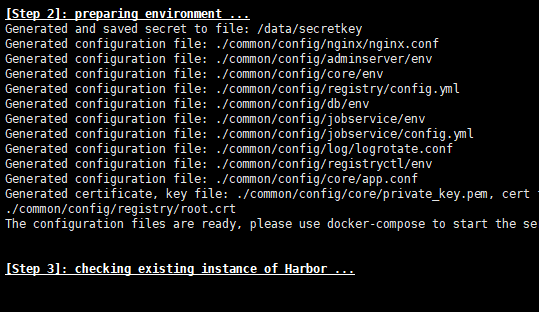 [Step 2]: preparing environment ...
Generated and saved secret to file: /data/secretkey
Generated configuration file: ./common/config/nginx/nginx.conf
Generated configuration file: ./common/config/adminserver/env
Generated configuration file: ./common/config/core/env
Generated configuration file: ./common/config/registry/config.yml
Generated configuration file: ./common/config/db/env
Generated configuration file: ./common/config/jobservice/env
Generated configuration file: ./common/config/jobservice/config.yml
Generated configuration file: ./common/config/log/logrotate.conf
Generated configuration file: ./common/config/registryctl/env
Generated configuration file: ./common/config/core/app.conf
Generated certificate, key file: ./common/config/core/private_key.pem, cert
./common/config/registry/root.crt
The configuration files are ready, please use docker-compose to start the se
[Step 3]: checking existing instance of Harbor ...